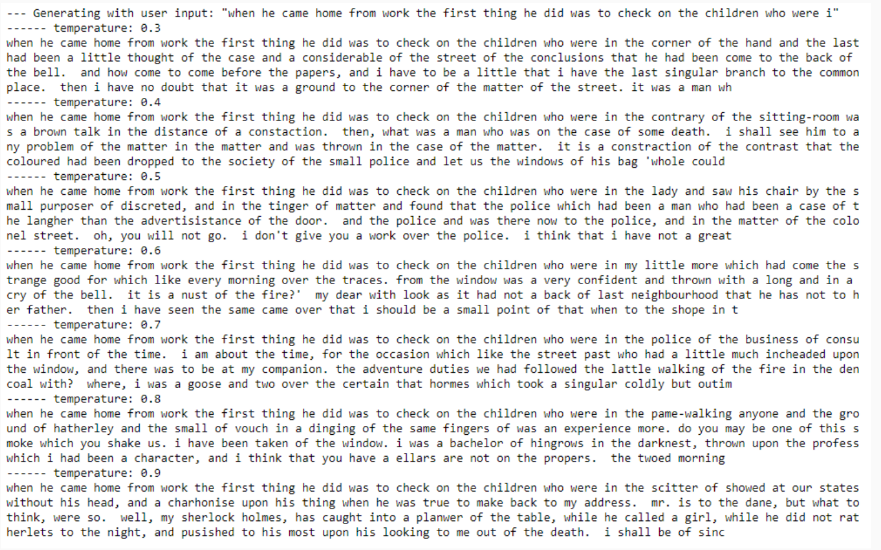 --- Generating with user input: "when he came home from work the first thing he did was to check on the children who were i"
------ temperature: 0.3
when he came home from work the first thing he did was to check on the children who were in the corner of the hand and the last
had been a little thought of the case and a considerable of the street of the conclusions that he had been come to the back of
the bell.  and how come to come before the papers, and i have to be a little that i have the last singular branch to the common
place.  then i have no doubt that it was a ground to the corner of the matter of the street. it was a man wh
------ temperature: 0.4
when he came home from work the first thing he did was to check on the children who were in the contrary of the sitting-room wa
s a brown talk in the distance of a constaction.  then, what was a man who was on the case of some death.  i shall see him to a
ny problem of the matter in the matter and was thrown in the case of the matter.  it is a constraction of the contrast that the
coloured had been dropped to the society of the small police and let us the windows of his bag 'whole could
------ temperature: 0.5
when he came home from work the first thing he did was to check on the children who were in the lady and saw his chair by the s
mall purposer of discreted, and in the tinger of matter and found that the police which had been a man who had been a case of t
he langher than the advertisistance of the door.  and the police and was there now to the police, and in the matter of the colo
nel street.  oh, you will not go.  i don't give you a work over the police.  i think that i have not a great
------ temperature: 0.6
when he came home from work the first thing he did was to check on the children who were in my little more which had come the s
trange good for which like every morning over the traces. from the window was a very confident and thrown with a long and in a
cry of the bell.  it is a nust of the fire?'  my dear with look as it had not a back of last neighbourhood that he has not to h
er father.  then i have seen the same came over that i should be a small point of that when to the shope in t
------ temperature: 0.7
when he came home from work the first thing he did was to check on the children who were in the police of the business of consu
lt in front of the time.  i am about the time, for the occasion which like the street past who had a little much incheaded upon
the window, and there was to be at my companion. the adventure duties we had followed the lattle walking of the fire in the den
coal with?  where, i was a goose and two over the certain that hormes which took a singular coldly but outim
------ temperature: 0.8
when he came home from work the first thing he did was to check on the children who were in the pame-walking anyone and the gro
und of hatherley and the small of vouch in a dinging of the same fingers of was an experience more. do you may be one of this s
moke which you shake us. i have been taken of the window. i was a bachelor of hingrows in the darknest, thrown upon the profess
which i had been a character, and i think that you have a ellars are not on the propers.  the twoed morning
------ temperature: 0.9
when he came home from work the first thing he did was to check on the children who were in the scitter of showed at our states
without his head, and a charhonise upon his thing when he was true to make back to my address.  mr. is to the dane, but what to
think, were so.  well, my sherlock holmes, has caught into a planwer of the table, while he called a girl, while he did not rat
herlets to the night, and pusished to his most upon his looking to me out of the death.  i shall be of sinc